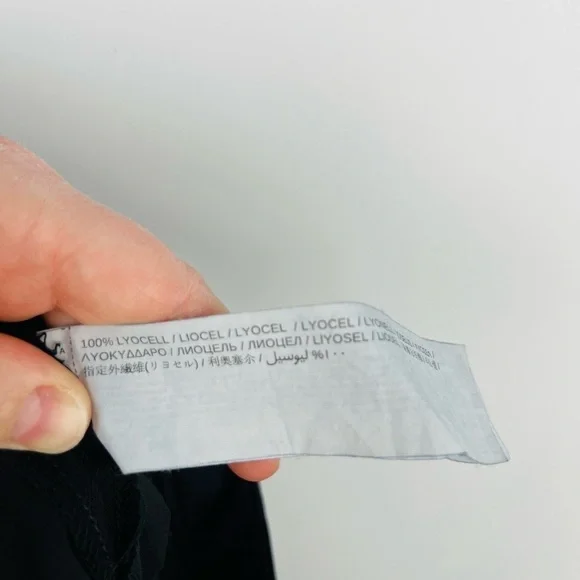 100% LYOCELL / LIOCEL / LYOCEL / LYOCEL /
ΛΥΟΚΥΔΔΑΡΟ / ЛИОЦЕЛЬ / ЛИОЦЕЛ / LIYOSEL /
指定外繊維(リヨセル) / 利奥塞尔 / ليوسيل %١٠٠